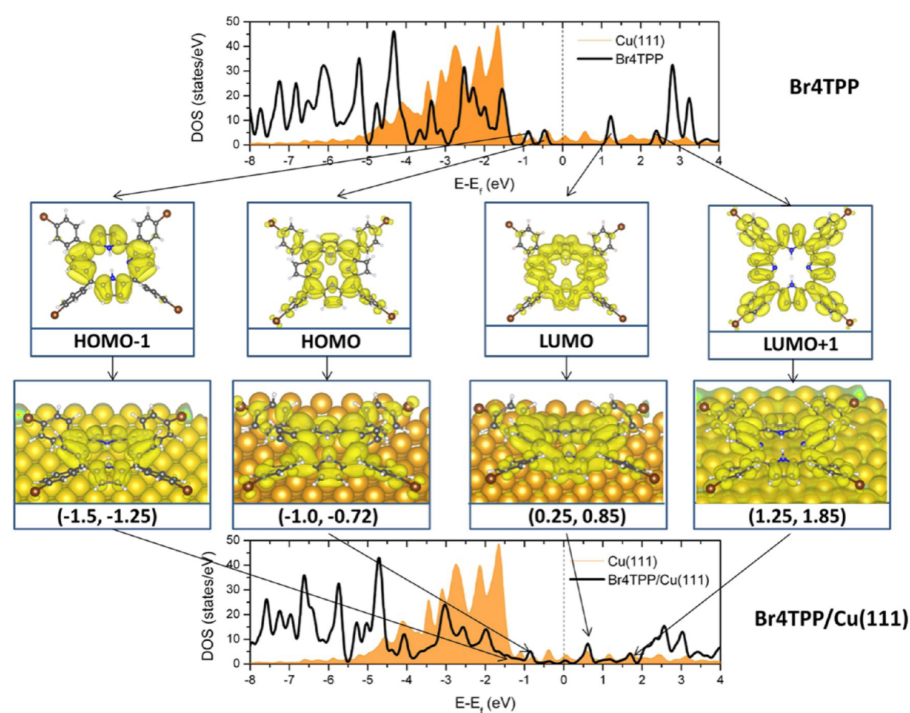 50
40
30
20
10
0
DOS (states/eV)
Cu(111)
Br4TPP
-8 -7 -6 -5 -4 -3 -2 -1 0 1 2 3 4
E-Ef (eV)
Br4TPP
HOMO-1
HOMO
LUMO
LUMO+1
(-1.5, -1.25)
(-1.0, -0.72)
(0.25, 0.85)
(1.25, 1.85)
50
40
30
20
10
0
DOS (states/eV)
Cu(111)
Br4TPP/Cu(111)
-8 -7 -6 -5 -4 -3 -2 -1 0 1 2 3 4
E-Ef (eV)
Br4TPP/Cu(111)